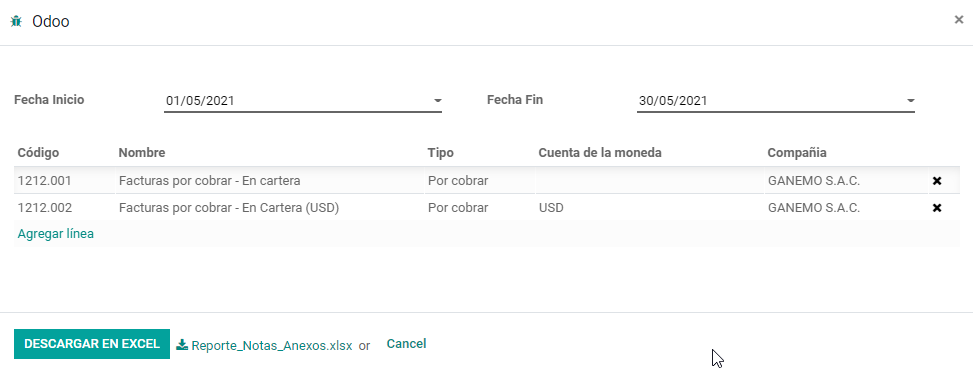 Odoo ×
Fecha Inicio 01/05/2021 Fecha Fin 30/05/2021
Código Nombre Tipo Cuenta de la moneda Compañia
1212.001 Facturas por cobrar - En cartera Por cobrar GANEMO S.A.C.
1212.002 Facturas por cobrar - En Cartera (USD) Por cobrar USD GANEMO S.A.C.
Agregar línea
DESCARGAR EN EXCEL Reporte_Notas_Anexos.xlsx or Cancel